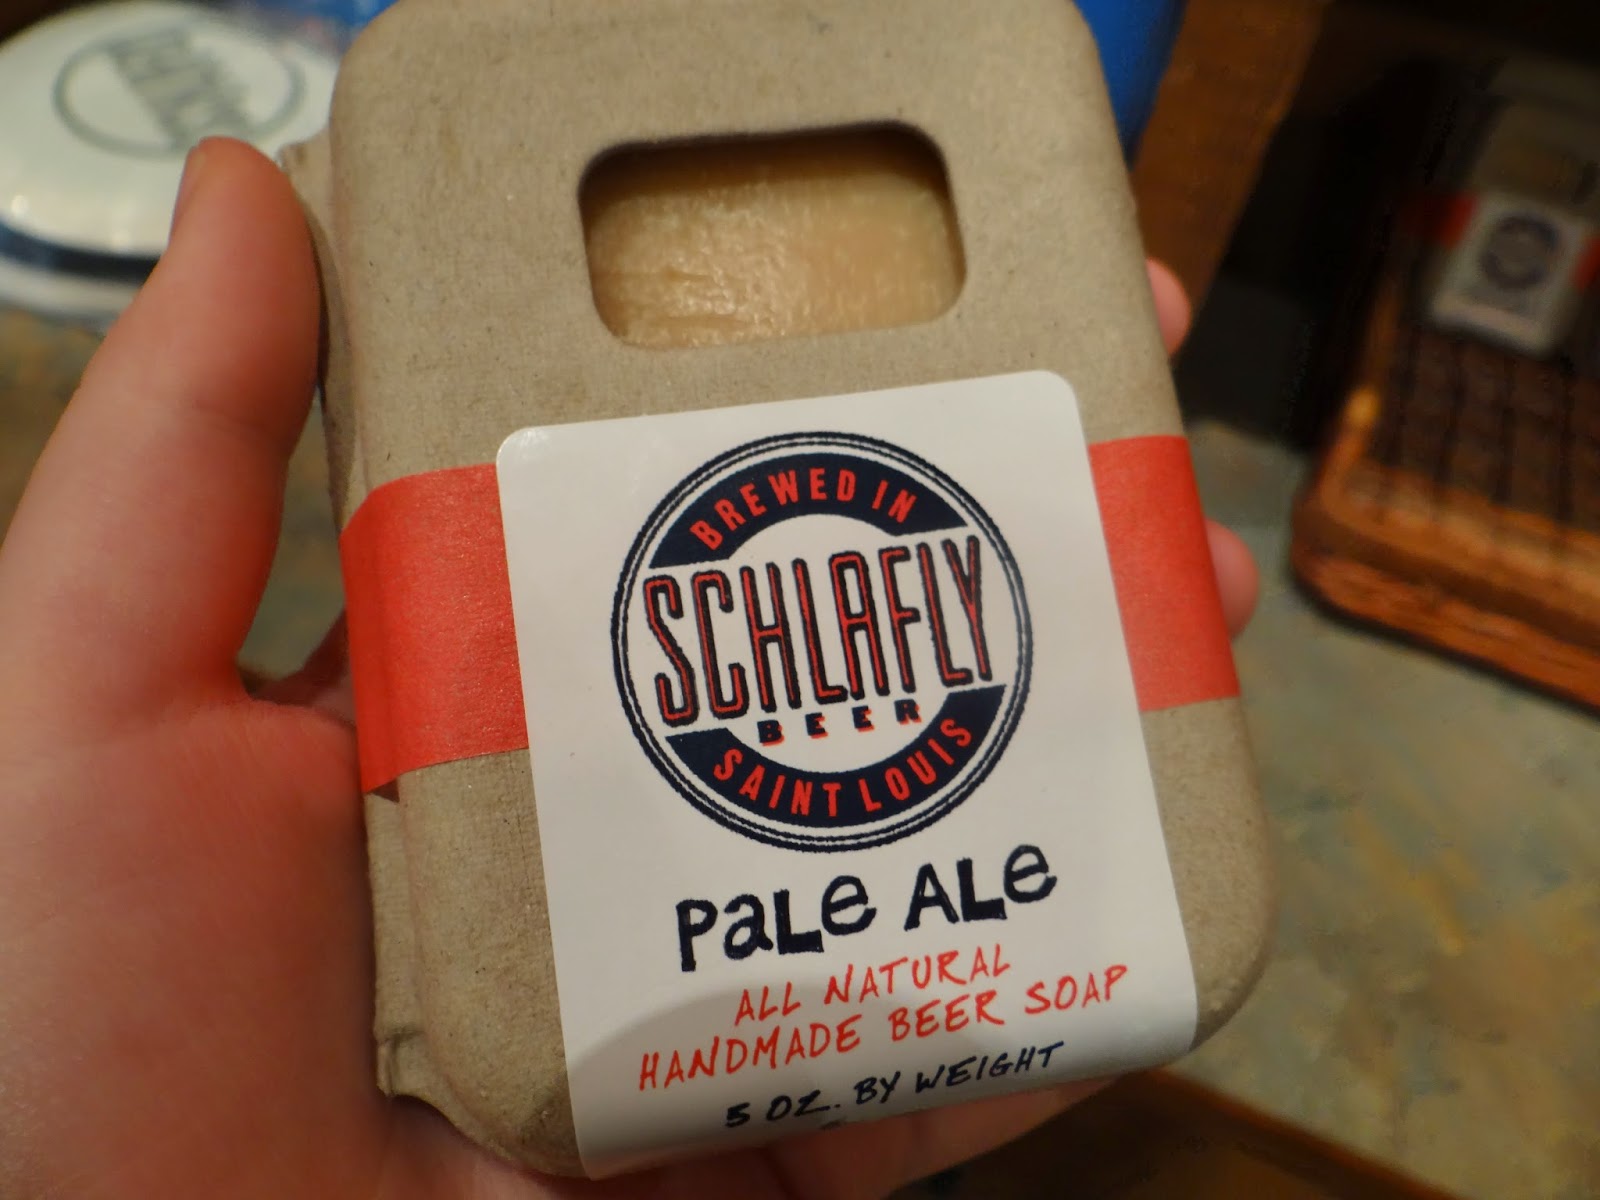 BREWED IN
SCHLAFLY
BEER
SAINT LOUIS
PaLe ALe
ALL NATURAL
HANDMADE BEER SOAP
5 OZ. BY WEIGHT